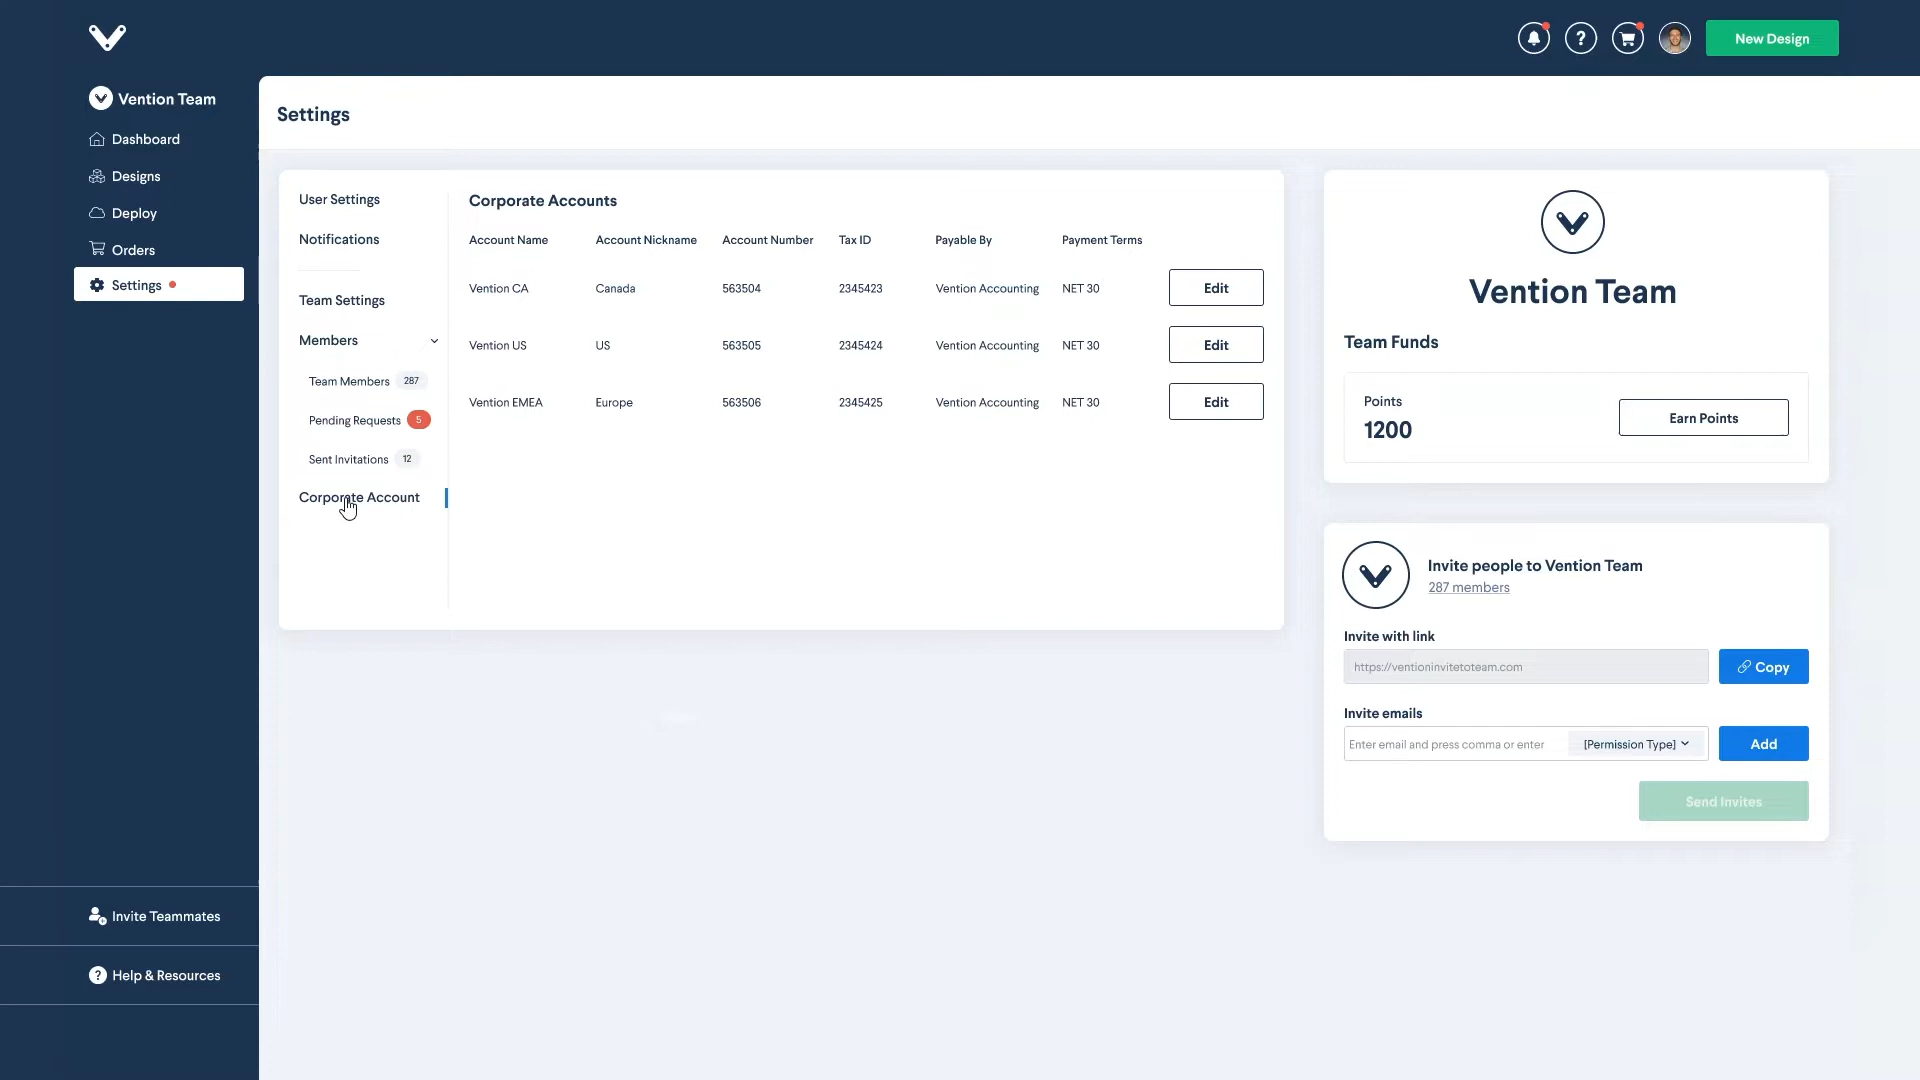 New Design
Vention Team
Dashboard
Designs
Deploy
Orders
Settings
Invite Teammates
? Help & Resources
Settings
User Settings
Notifications
Team Settings
Members
Team Members 287
Pending Requests 5
Sent Invitations 12
Corporate Account
Corporate Accounts
Account Name Account Nickname Account Number Tax ID Payable By Payment Terms
Vention CA Canada 563504 2345423 Vention Accounting NET 30 Edit
Vention US US 563505 2345424 Vention Accounting NET 30 Edit
Vention EMEA Europe 563506 2345425 Vention Accounting NET 30 Edit
Vention Team
Team Funds
Points
1200
Earn Points
Invite people to Vention Team
287 members
Invite with link
https://ventioninvitetoteam.com Copy
Invite emails
Enter email and press comma or enter [Permission Type] Add
Send Invites